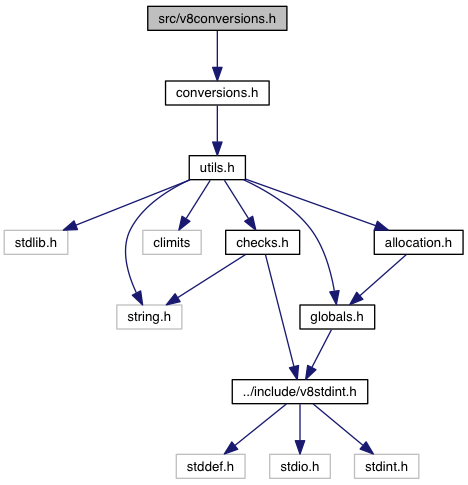 src/v8conversions.h
conversions.h
utils.h
stdlib.h
climits
checks.h
allocation.h
string.h
globals.h
../include/v8stdint.h
stddef.h
stdio.h
stdint.h